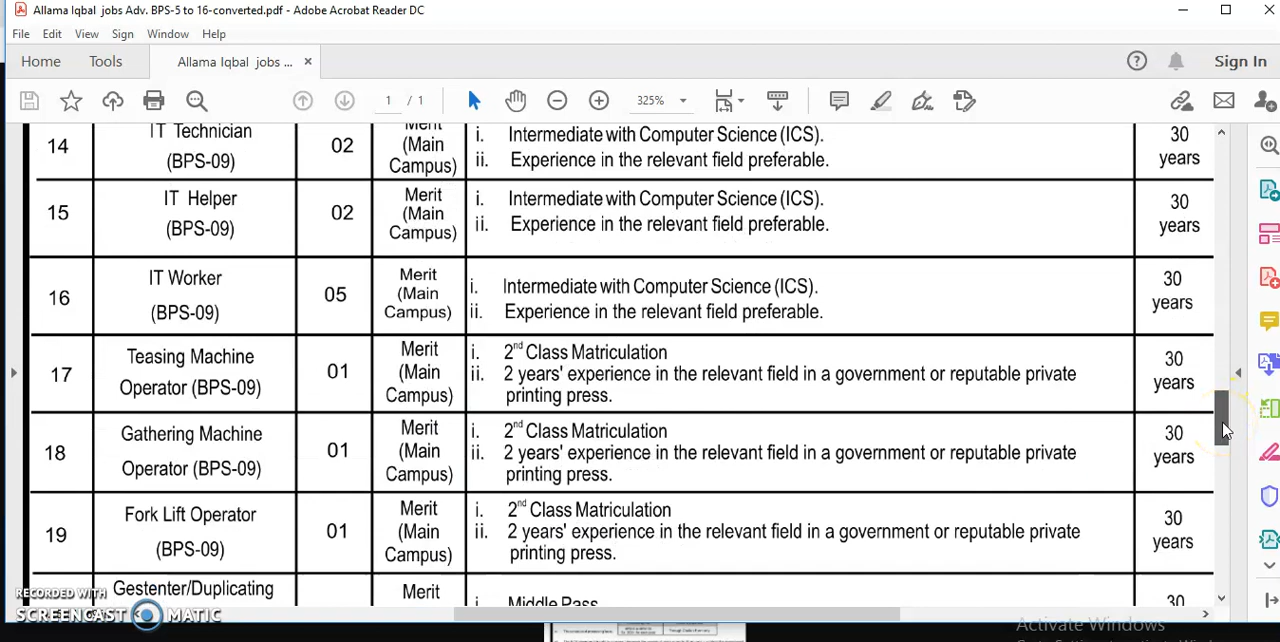 Allama Iqbal jobs Adv. BPS-5 to 16-converted.pdf - Adobe Acrobat Reader DC
File Edit View Sign Window Help
Home Tools Allama Iqbal jobs ... × Sign In
1 / 1 325%
14 IT Technician (BPS-09) 02 Merit (Main Campus) i. Intermediate with Computer Science (ICS). 30 years
ii. Experience in the relevant field preferable.
15 IT Helper (BPS-09) 02 Merit (Main Campus) i. Intermediate with Computer Science (ICS). 30 years
ii. Experience in the relevant field preferable.
16 IT Worker (BPS-09) 05 Merit (Main Campus) i. Intermediate with Computer Science (ICS). 30 years
ii. Experience in the relevant field preferable.
17 Teasing Machine Operator (BPS-09) 01 Merit (Main Campus) i. 2nd Class Matriculation 30 years
ii. 2 years' experience in the relevant field in a government or reputable private
printing press.
18 Gathering Machine Operator (BPS-09) 01 Merit (Main Campus) i. 2nd Class Matriculation 30 years
ii. 2 years' experience in the relevant field in a government or reputable private
printing press.
19 Fork Lift Operator (BPS-09) 01 Merit (Main Campus) i. 2nd Class Matriculation 30 years
ii. 2 years' experience in the relevant field in a government or reputable private
printing press.
Gestenter/Duplicating Merit i. Middle Pass 30
RECORDED WITH
SCREENCAST MATIC
Activate Windows